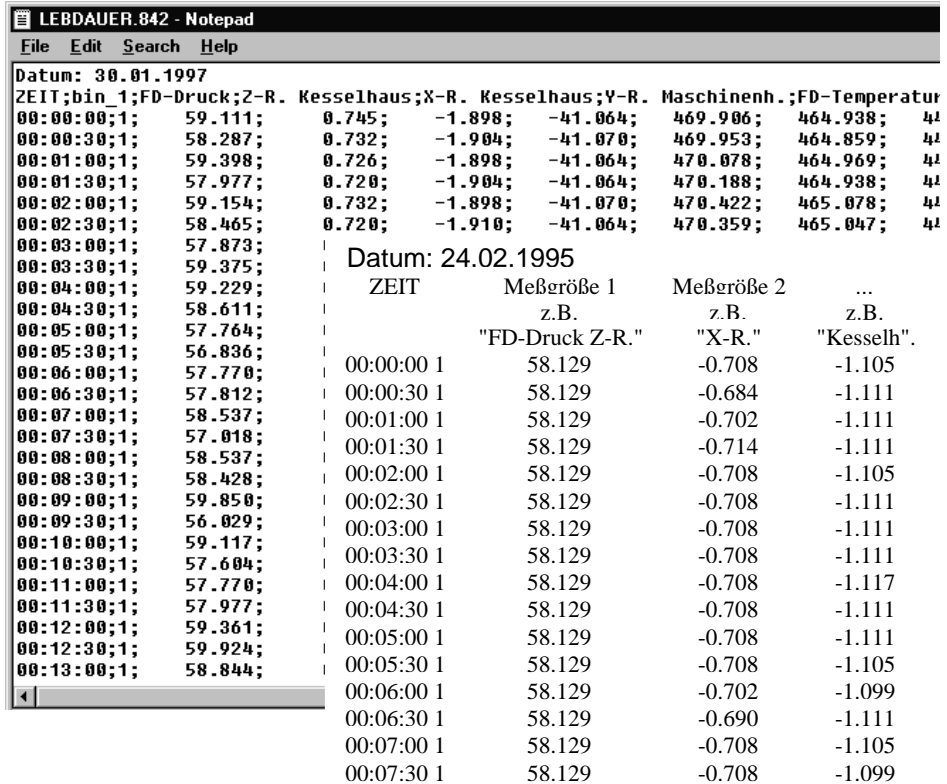 LEBDAUER.842 - Notepad
File Edit Search Help
Datum: 30.01.1997
ZEIT;bin_1;FD-Druck;Z-R. Kesselhaus;X-R. Kesselhaus;Y-R. Maschinenh.;FD-Temperatur
00:00:00;1; 59.111; 0.745; -1.898; -41.064; 469.906; 464.938; 44
00:00:30;1; 58.287; 0.732; -1.904; -41.070; 469.953; 464.859; 44
00:01:00;1; 59.398; 0.726; -1.898; -41.064; 470.078; 464.969; 44
00:01:30;1; 57.977; 0.720; -1.904; -41.064; 470.188; 464.938; 44
00:02:00;1; 59.154; 0.732; -1.898; -41.070; 470.422; 465.078; 44
00:02:30;1; 58.465; 0.720; -1.910; -41.064; 470.359; 465.047; 44
00:03:00;1; 57.873;
00:03:30;1; 59.375;
00:04:00;1; 59.229;
00:04:30;1; 58.611;
00:05:00;1; 57.764;
00:05:30;1; 56.836;
00:06:00;1; 57.770;
00:06:30;1; 57.812;
00:07:00;1; 58.537;
00:07:30;1; 57.018;
00:08:00;1; 58.537;
00:08:30;1; 58.428;
00:09:00;1; 59.850;
00:09:30;1; 56.029;
00:10:00;1; 59.117;
00:10:30;1; 57.604;
00:11:00;1; 57.770;
00:11:30;1; 57.977;
00:12:00;1; 59.361;
00:12:30;1; 59.924;
00:13:00;1; 58.844;
Datum: 24.02.1995
ZEIT Meßgröße 1 Meßgröße 2 ...
z.B. z.B. z.B.
"FD-Druck Z-R." "X-R." "Kesselh".
00:00:00 1 58.129 -0.708 -1.105
00:00:30 1 58.129 -0.684 -1.111
00:01:00 1 58.129 -0.702 -1.111
00:01:30 1 58.129 -0.714 -1.111
00:02:00 1 58.129 -0.708 -1.105
00:02:30 1 58.129 -0.708 -1.111
00:03:00 1 58.129 -0.708 -1.111
00:03:30 1 58.129 -0.708 -1.111
00:04:00 1 58.129 -0.708 -1.117
00:04:30 1 58.129 -0.708 -1.111
00:05:00 1 58.129 -0.708 -1.111
00:05:30 1 58.129 -0.708 -1.105
00:06:00 1 58.129 -0.702 -1.099
00:06:30 1 58.129 -0.690 -1.111
00:07:00 1 58.129 -0.708 -1.105
00:07:30 1 58.129 -0.708 -1.099